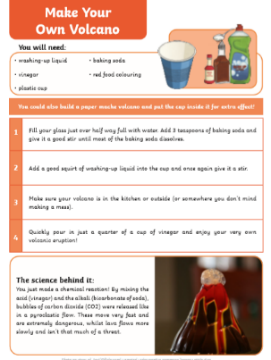 Make Your
Own Volcano
You will need:
• washing-up liquid
• baking soda
• vinegar
• red food colouring
• plastic cup
You could also build a paper mache volcano and put the cup inside it for extra effect!
1
Fill your glass just over half way full with water. Add 3 teaspoons of baking soda and
give it a good stir until most of the baking soda dissolves.
2
Add a good squirt of washing-up liquid into the cup and once again give it a stir.
3
Make sure your volcano is in the kitchen or outside (or somewhere you don't mind
making a mess).
4
Quickly pour in just a quarter of a cup of vinegar and enjoy your very own
volcanic eruption!
The science behind it:
You just made a chemical reaction! By mixing the
acid (vinegar) and the alkali (bicarbonate of soda),
bubbles of carbon dioxide (CO2) were released like
in a pyroclastic flow. These move very fast and
are extremely dangerous, whilst lava flows more
slowly and isn't that much of a threat.